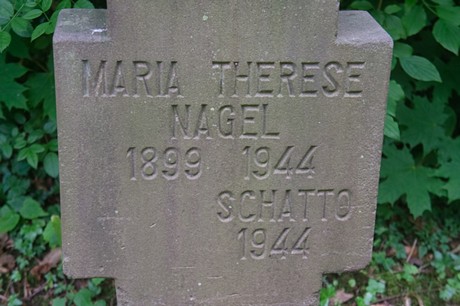 MARIA THERESE
NAGEL
1899 1944
SCHATTO
1944